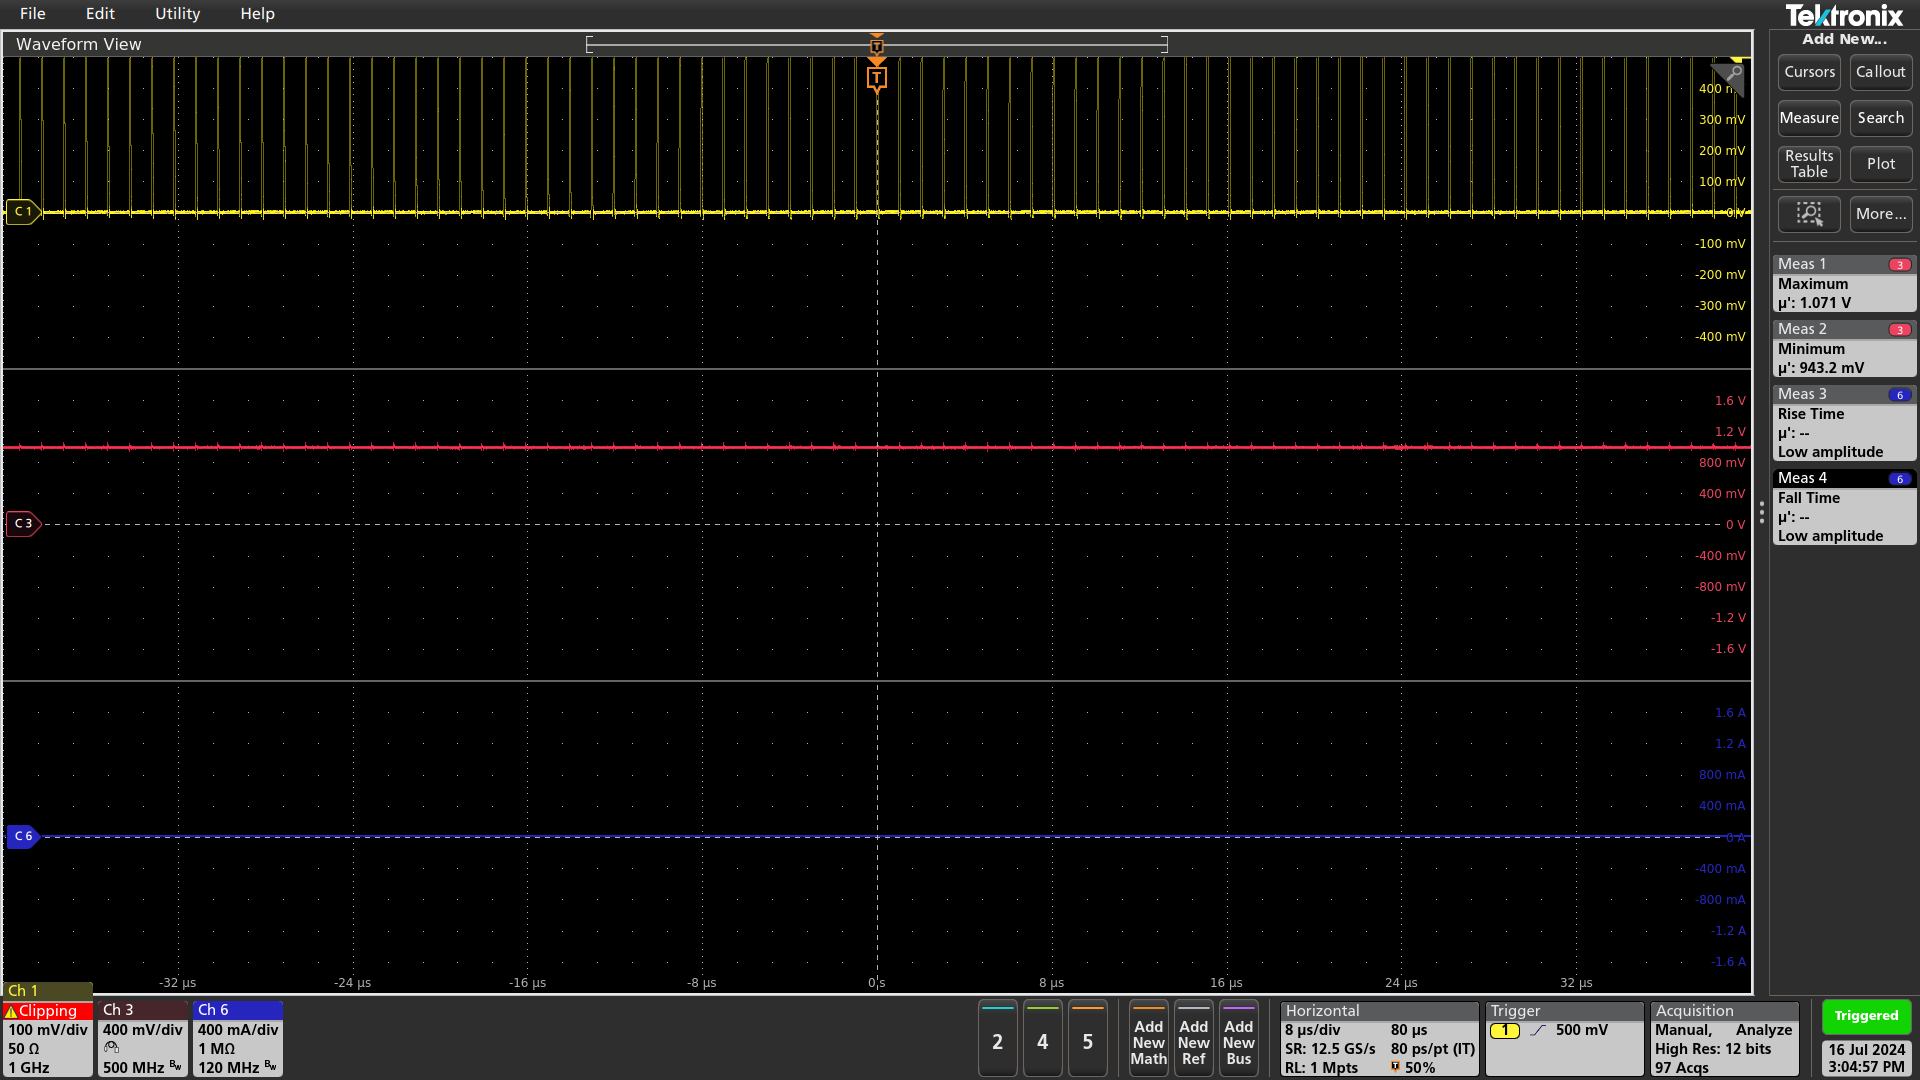 File Edit Utility Help
Tektronix
Waveform View
T
Add New...
T
Cursors Callout
Measure Search
Results Table Plot
More...
400 m
300 mV
200 mV
100 mV
C 1
0 V
-100 mV
-200 mV
-300 mV
-400 mV
1.6 V
1.2 V
800 mV
400 mV
C 3
0 V
-400 mV
-800 mV
-1.2 V
-1.6 V
1.6 A
1.2 A
800 mA
400 mA
C 6
0 A
-400 mA
-800 mA
-1.2 A
-1.6 A
-32 µs -24 µs -16 µs -8 µs 0 s 8 µs 16 µs 24 µs 32 µs
Meas 1 3
Maximum
µ': 1.071 V
Meas 2 3
Minimum
µ': 943.2 mV
Meas 3 6
Rise Time
µ': --
Low amplitude
Meas 4 6
Fall Time
µ': --
Low amplitude
Ch 1
Clipping
100 mV/div
50 Ω
1 GHz
Ch 3
400 mV/div
500 MHz Bw
Ch 6
400 mA/div
1 MΩ
120 MHz Bw
2
4
5
Add
New
Math
Add
New
Ref
Add
New
Bus
Horizontal
8 µs/div 80 µs
SR: 12.5 GS/s 80 ps/pt (IT)
RL: 1 Mpts T 50%
Trigger
1 500 mV
Acquisition
Manual, Analyze
High Res: 12 bits
97 Acqs
Triggered
16 Jul 2024
3:04:57 PM